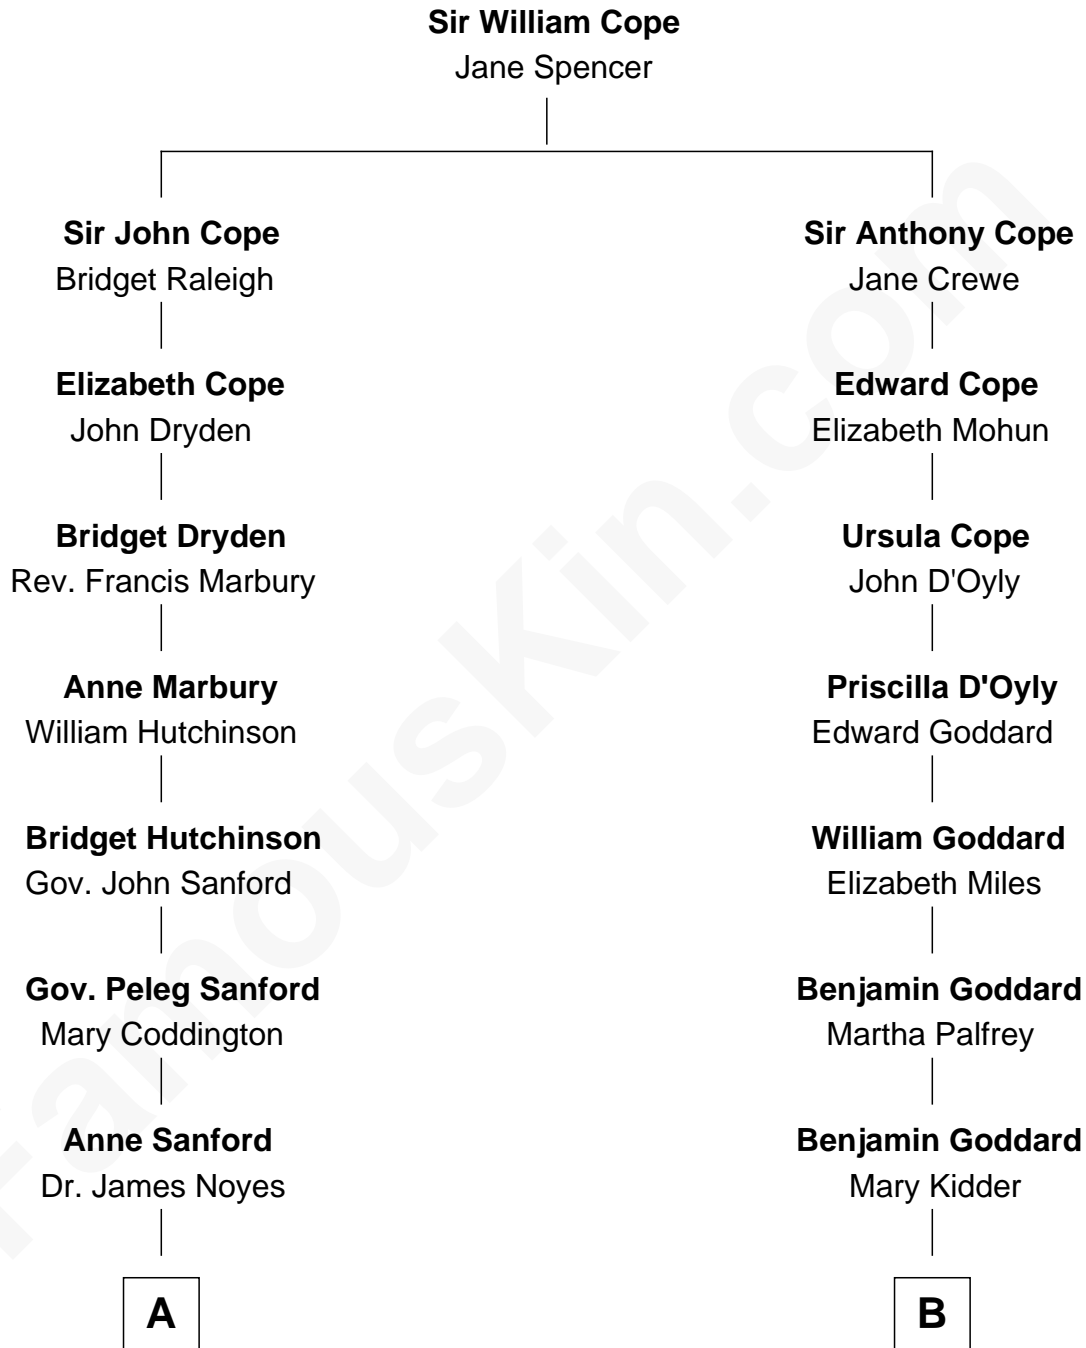 Sir William Cope
Jane Spencer
Sir John Cope
Bridget Raleigh
Elizabeth Cope
John Dryden
Bridget Dryden
Rev. Francis Marbury
Anne Marbury
William Hutchinson
Bridget Hutchinson
Gov. John Sanford
Gov. Peleg Sanford
Mary Coddington
Anne Sanford
Dr. James Noyes
A
Sir Anthony Cope
Jane Crewe
Edward Cope
Elizabeth Mohun
Ursula Cope
John D'Oyly
Priscilla D'Oyly
Edward Goddard
William Goddard
Elizabeth Miles
Benjamin Goddard
Martha Palfrey
Benjamin Goddard
Mary Kidder
B
FamousKin.com